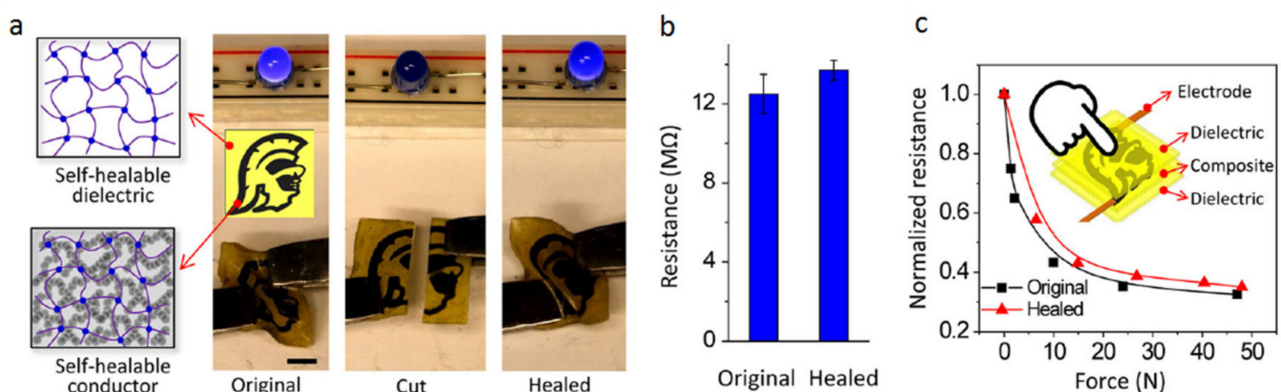 a
Self-healable
dielectric
Self-healable
conductor
Original
Cut
Healed
b
Resistance (MΩ)
12
8
4
0
Original Healed
c
Normalized resistance
1.0
0.8
0.6
0.4
0.2
Electrode
Dielectric
Composite
Dielectric
Original
Healed
0 10 20 30 40 50
Force (N)